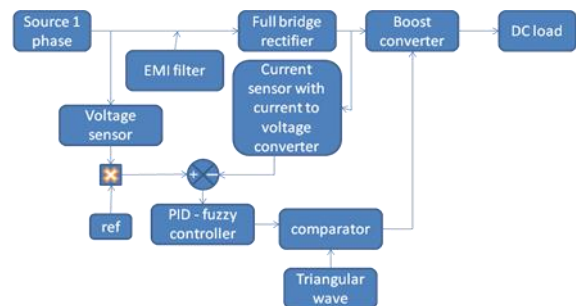 Source 1
phase
Full bridge
rectifier
Boost
converter
DC load
EMI filter
Current
sensor with
current to
voltage
converter
Voltage
sensor
×
+
−
ref
PID - fuzzy
controller
comparator
Triangular
wave